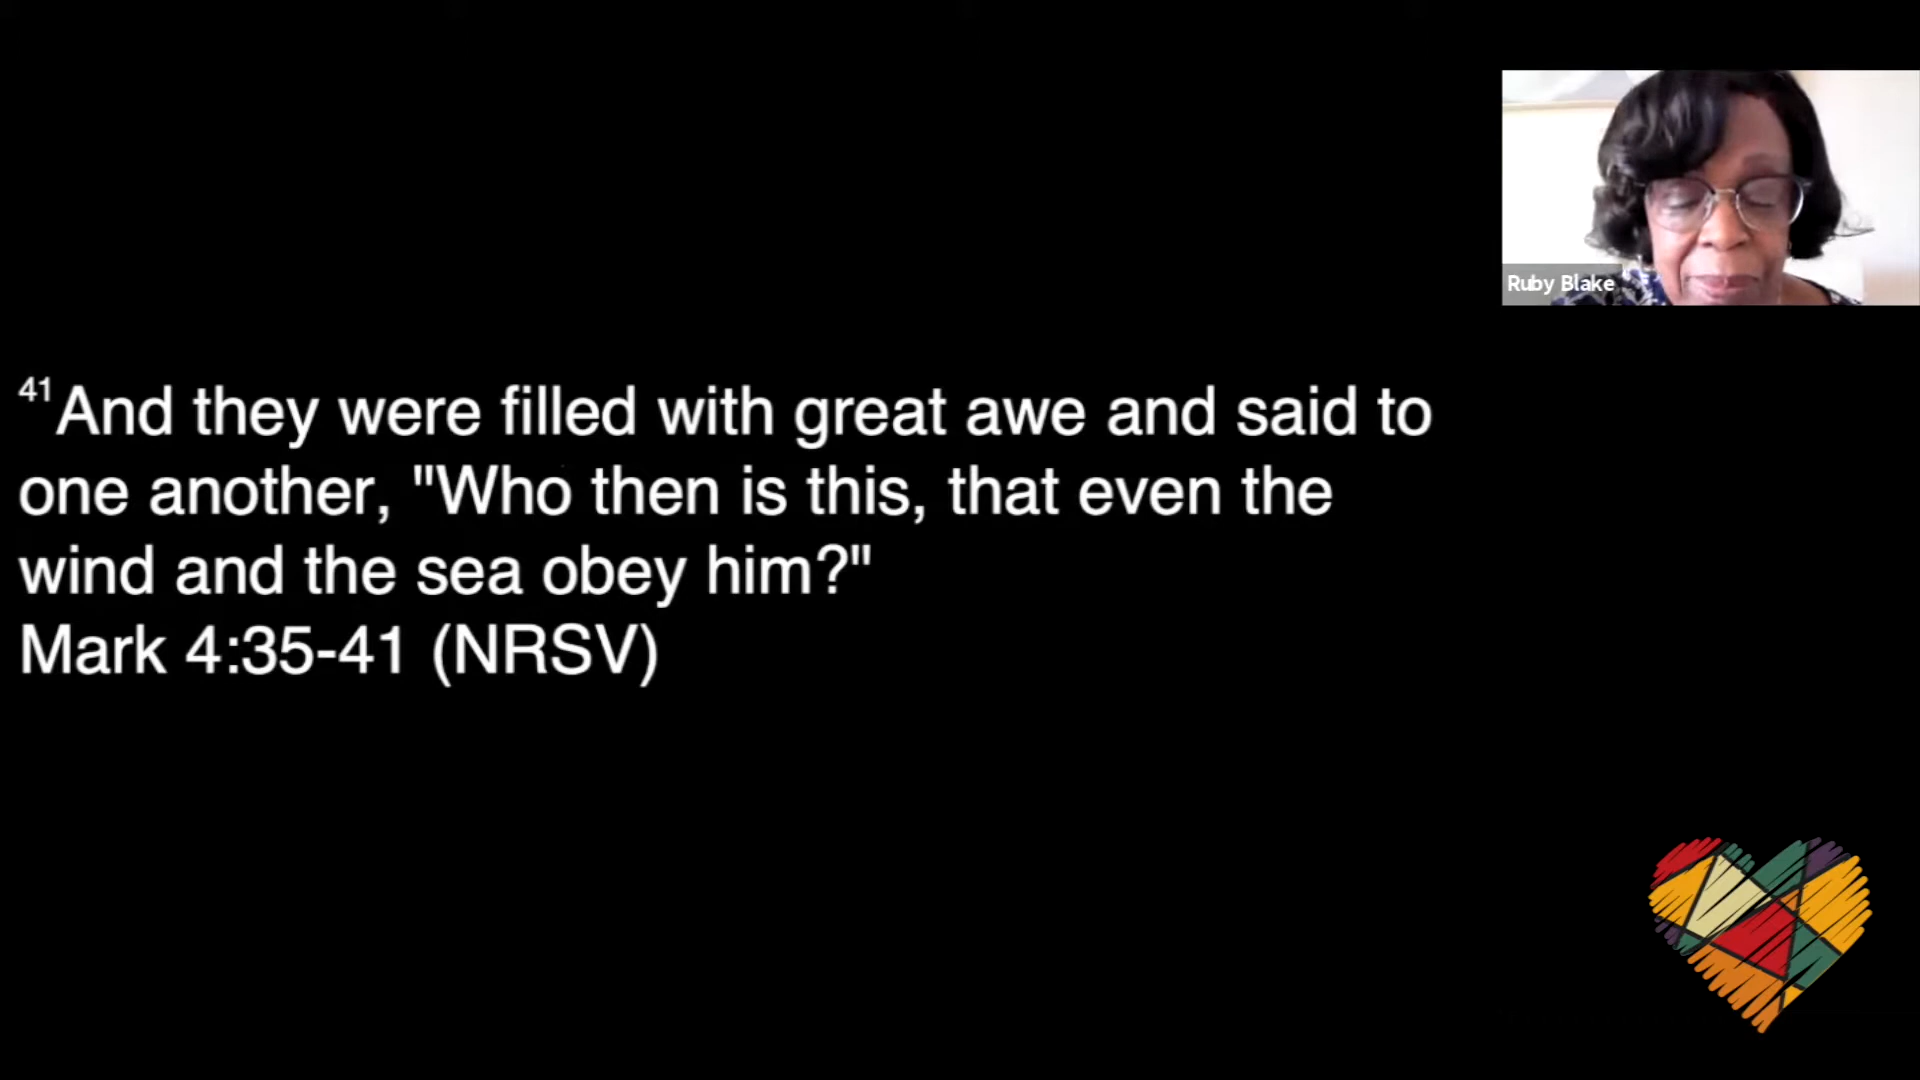 Ruby Blake
41And they were filled with great awe and said to
one another, "Who then is this, that even the
wind and the sea obey him?"
Mark 4:35-41 (NRSV)